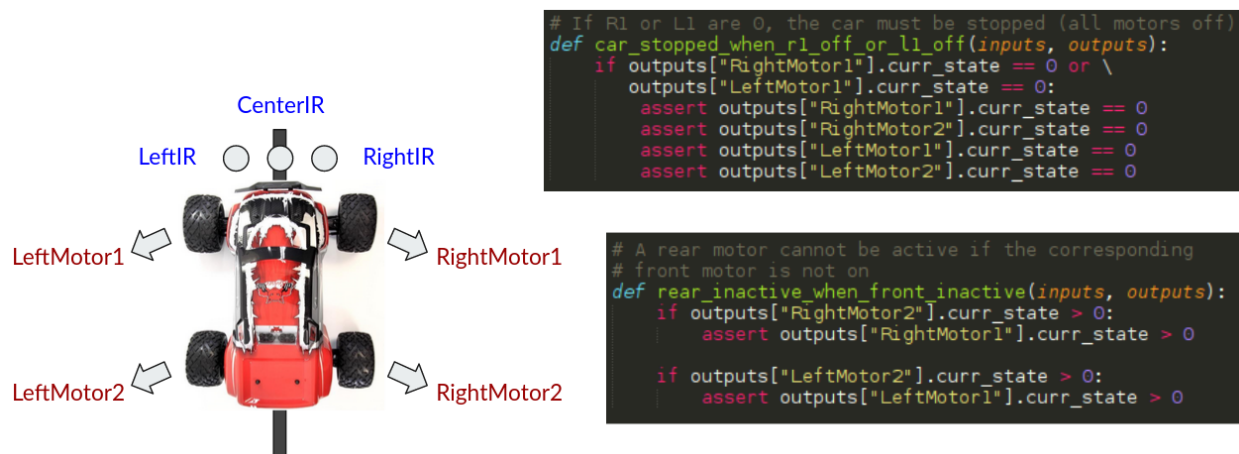 CenterIR
LeftIR
RightIR
LeftMotor1
RightMotor1
LeftMotor2
RightMotor2
# If R1 or L1 are 0, the car must be stopped (all motors off)
def car_stopped_when_r1_off_or_l1_off(inputs, outputs):
    if outputs["RightMotor1"].curr_state == 0 or \
       outputs["LeftMotor1"].curr_state == 0:
        assert outputs["RightMotor1"].curr_state == 0
        assert outputs["RightMotor2"].curr_state == 0
        assert outputs["LeftMotor1"].curr_state == 0
        assert outputs["LeftMotor2"].curr_state == 0
# A rear motor cannot be active if the corresponding
# front motor is not on
def rear_inactive_when_front_inactive(inputs, outputs):
    if outputs["RightMotor2"].curr_state > 0:
        assert outputs["RightMotor1"].curr_state > 0
    if outputs["LeftMotor2"].curr_state > 0:
        assert outputs["LeftMotor1"].curr_state > 0